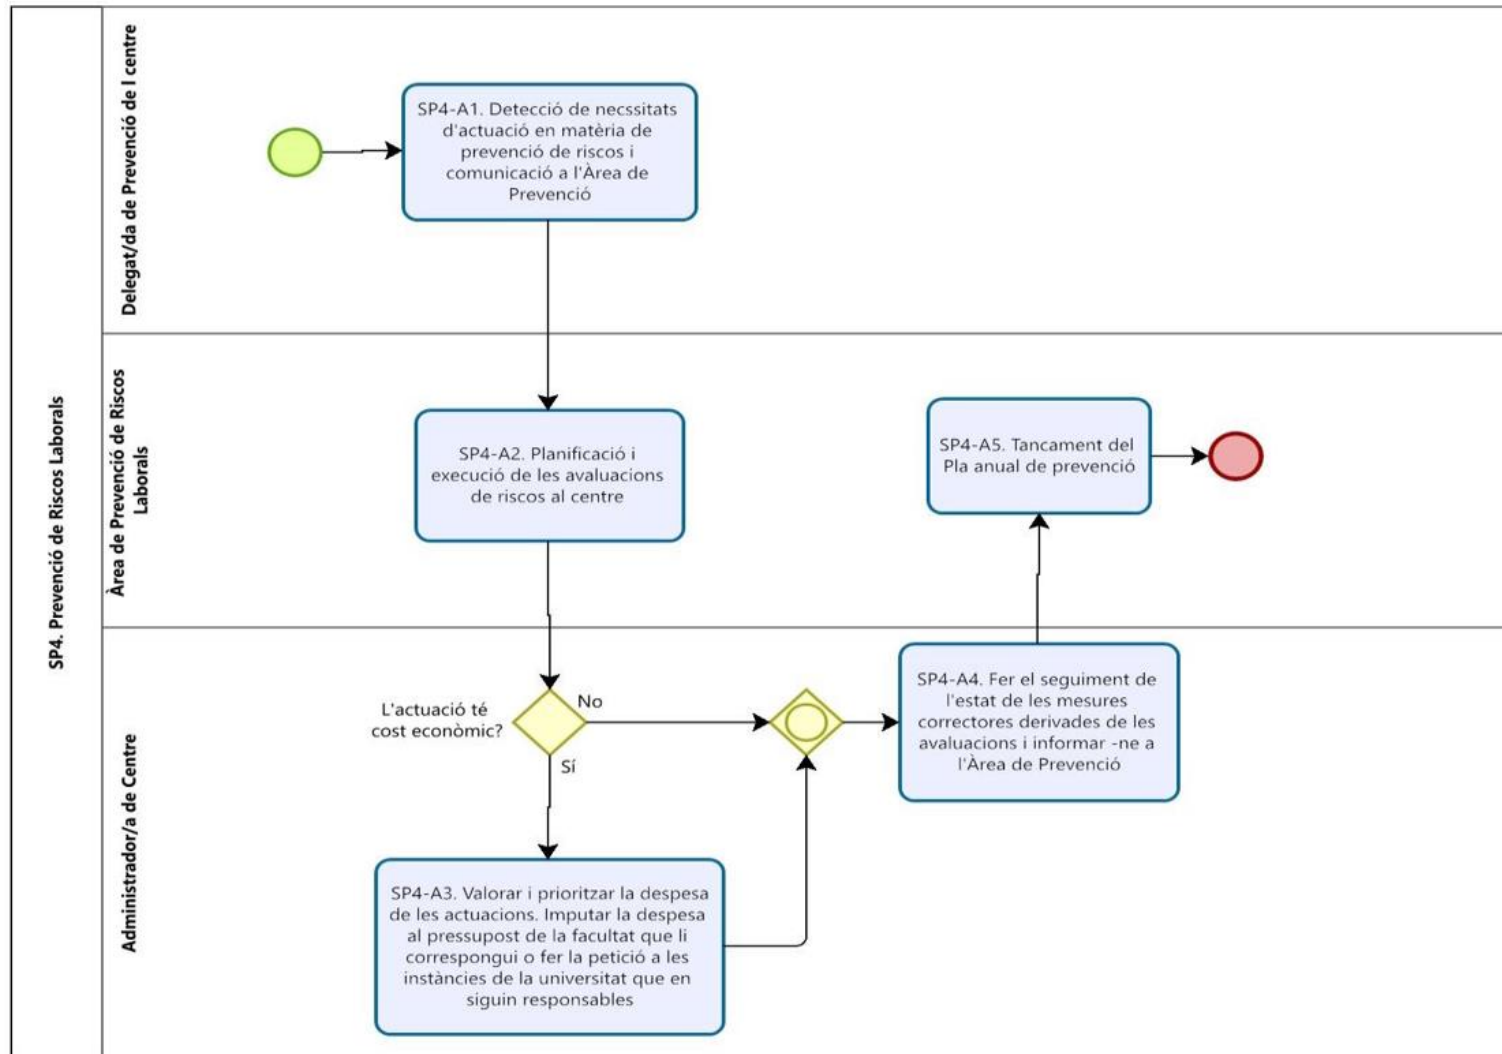 SP4. Prevenció de Riscos Laborals
Delegat/da de Prevenció de l centre
SP4-A1. Detecció de necssitats
d'actuació en matèria de
prevenció de riscos i
comunicació a l'Àrea de
Prevenció
Àrea de Prevenció de Riscos
Laborals
SP4-A2. Planificació i
execució de les avaluacions
de riscos al centre
SP4-A5. Tancament del
Pla anual de prevenció
Administrador/a de Centre
L'actuació té
cost econòmic?
No
Sí
SP4-A4. Fer el seguiment de
l'estat de les mesures
correctores derivades de les
avaluacions i informar -ne a
l'Àrea de Prevenció
SP4-A3. Valorar i prioritzar la despesa
de les actuacions. Imputar la despesa
al pressupost de la facultat que li
correspongui o fer la petició a les
instàncies de la universitat que en
siguin responsables